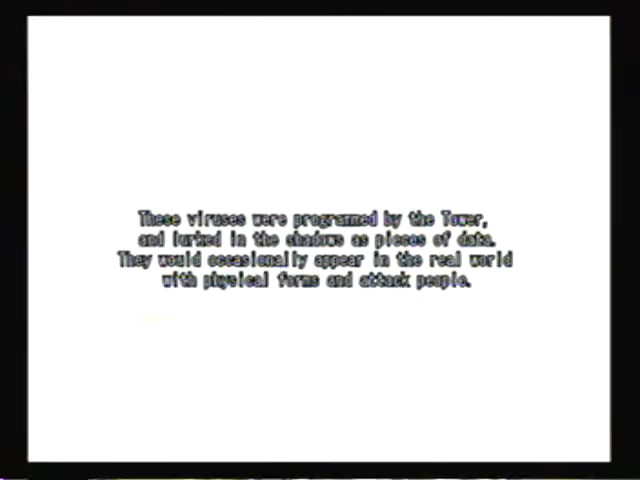 These viruses were programmed by the Tower,
and lurked in the shadows as pieces of data.
They would occasionally appear in the real world
with physical forms and attack people.